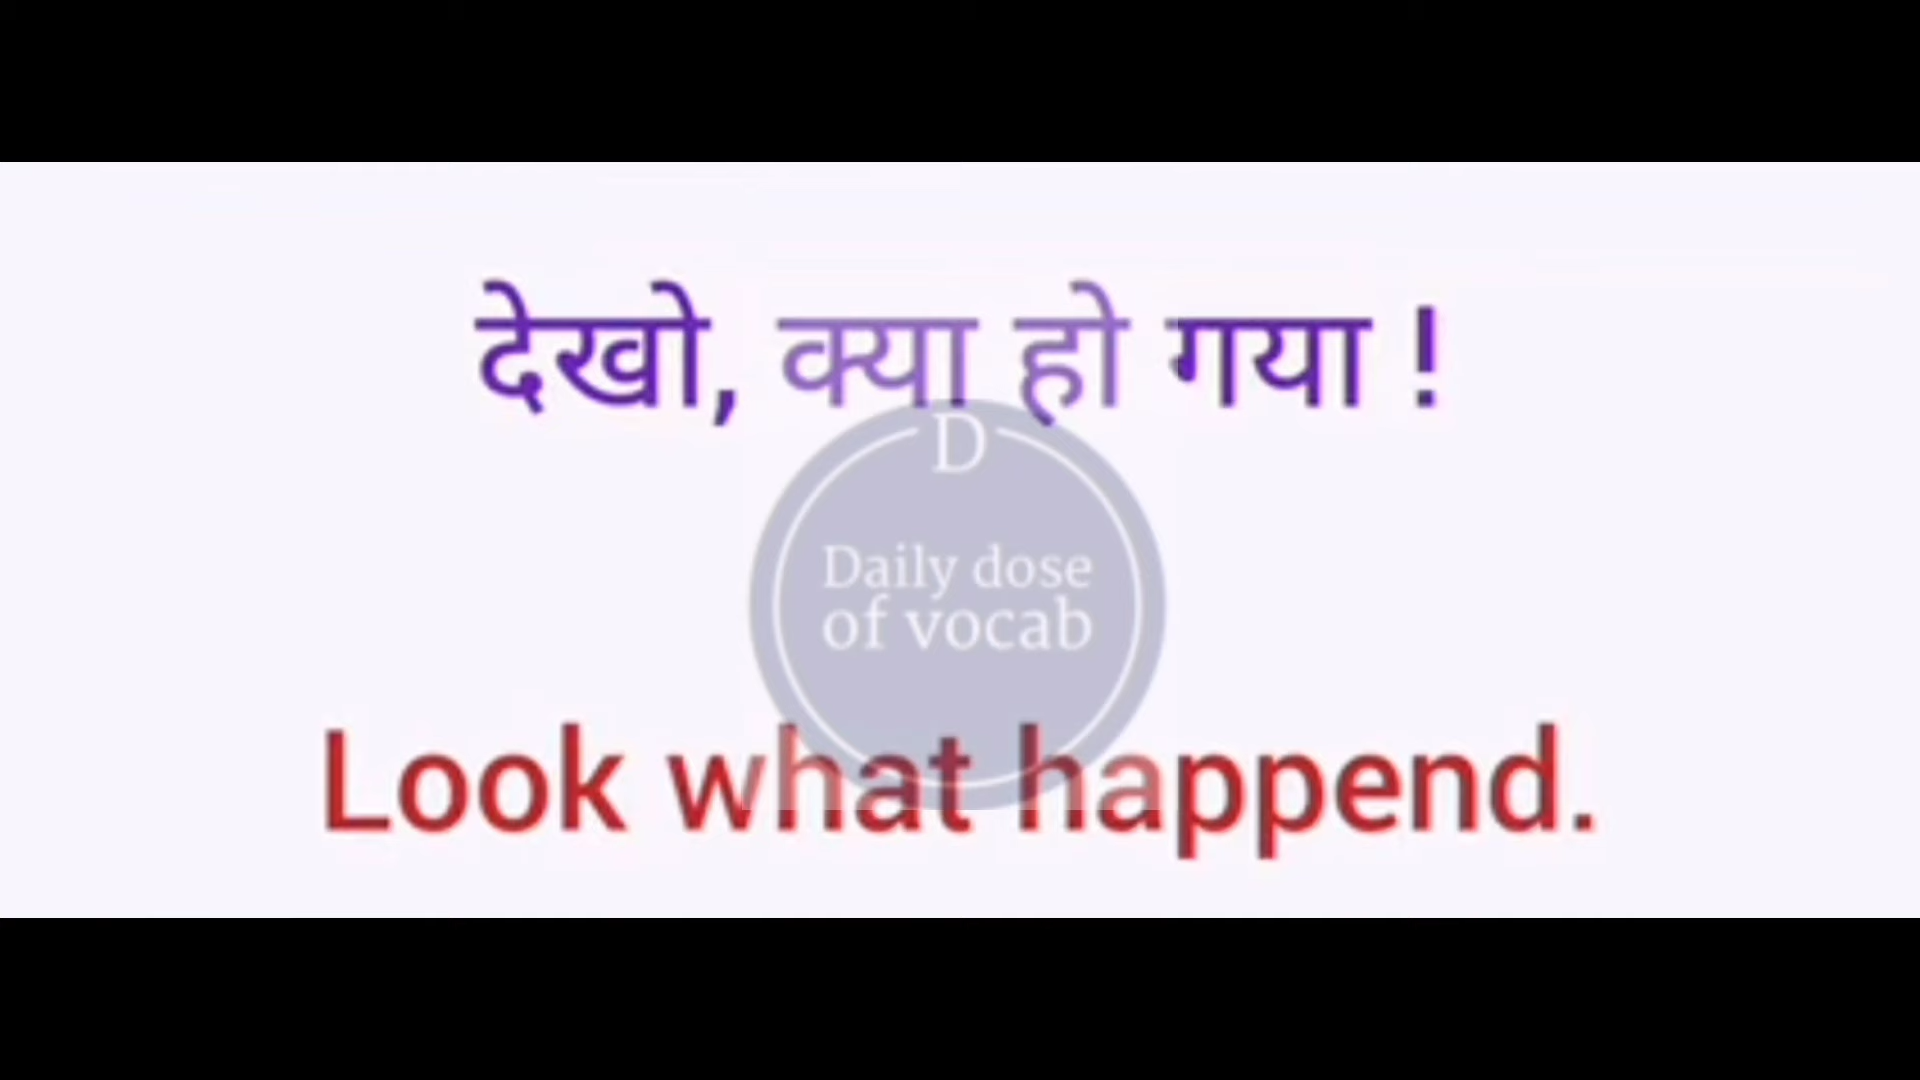 देखो, क्या हो गया !
D
Daily dose
of vocab
Look what happend.